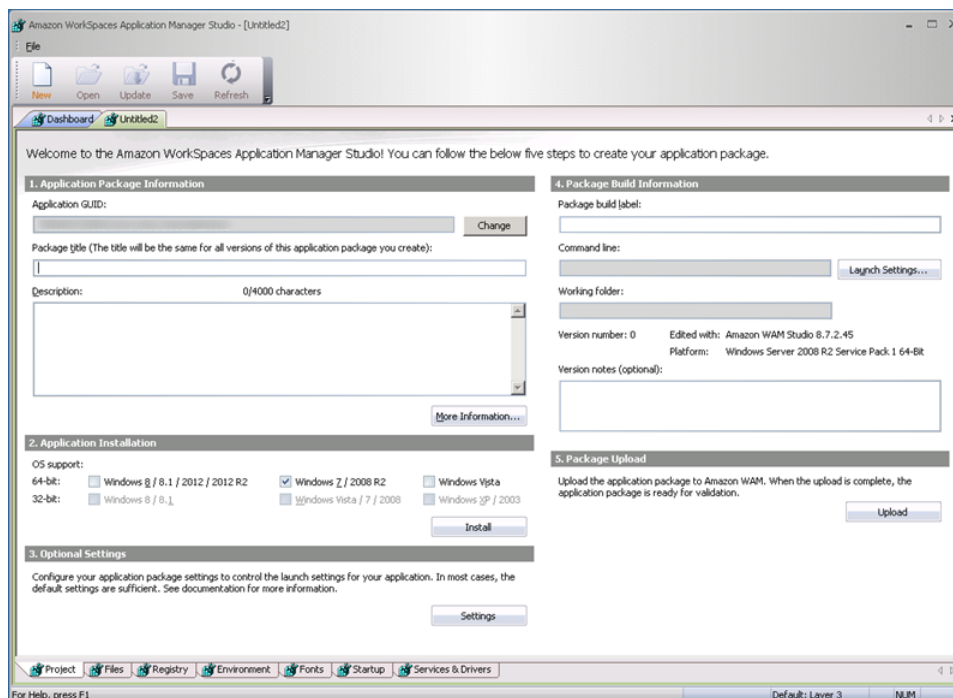 Amazon WorkSpaces Application Manager Studio - [Untitled2]
File
New Open Update Save Refresh
Dashboard Untitled2
Welcome to the Amazon WorkSpaces Application Manager Studio! You can follow the below five steps to create your application package.
1. Application Package Information
Application GUID:
Change
Package title (The title will be the same for all versions of this application package you create):
Description: 0/4000 characters
More Information...
2. Application Installation
OS support:
64-bit: Windows 8 / 8.1 / 2012 / 2012 R2 Windows 7 / 2008 R2 Windows Vista
32-bit: Windows 8 / 8.1 Windows Vista / 7 / 2008 Windows XP / 2003
Install
3. Optional Settings
Configure your application package settings to control the launch settings for your application. In most cases, the
default settings are sufficient. See documentation for more information.
Settings
4. Package Build Information
Package build label:
Command line:
Launch Settings...
Working folder:
Version number: 0 Edited with: Amazon WAM Studio 8.7.2.45
Platform: Windows Server 2008 R2 Service Pack 1 64-Bit
Version notes (optional):
5. Package Upload
Upload the application package to Amazon WAM. When the upload is complete, the
application package is ready for validation.
Upload
Project Files Registry Environment Fonts Startup Services & Drivers
For Help, press F1 Default: Layer 3 NUM